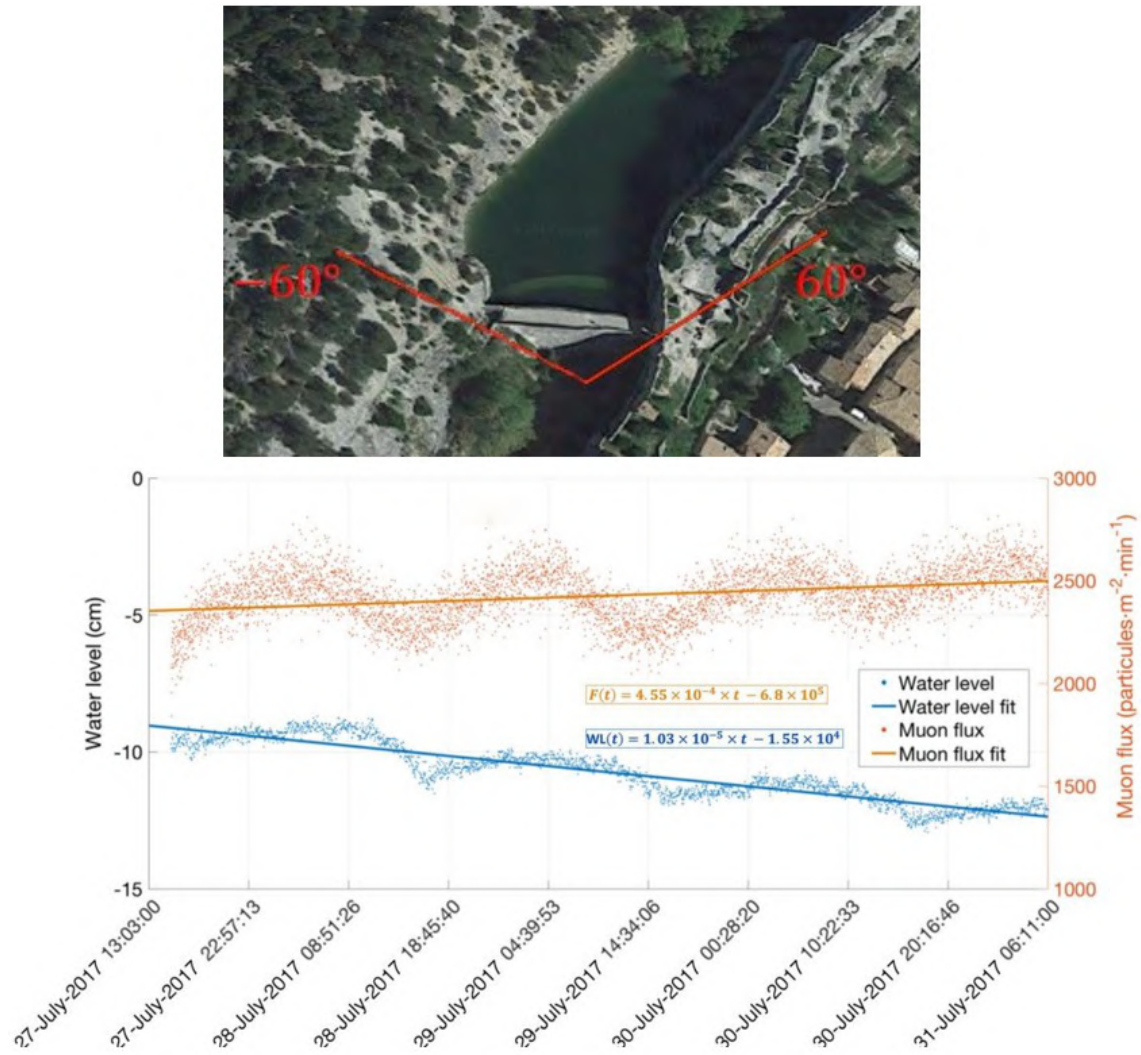 −60°
60°
0
-5
-10
-15
Water level (cm)
3000
2500
2000
1500
1000
Muon flux (particules·m⁻²·min⁻¹)
F(t) = 4.55 × 10⁻⁴ × t − 6.8 × 10⁵
WL(t) = 1.03 × 10⁻⁵ × t − 1.55 × 10⁴
Water level
Water level fit
Muon flux
Muon flux fit
27-July-2017 13:03:00
27-July-2017 22:57:13
28-July-2017 08:51:26
28-July-2017 18:45:40
29-July-2017 04:39:53
29-July-2017 14:34:06
30-July-2017 00:28:20
30-July-2017 10:22:33
30-July-2017 20:16:46
31-July-2017 06:11:00